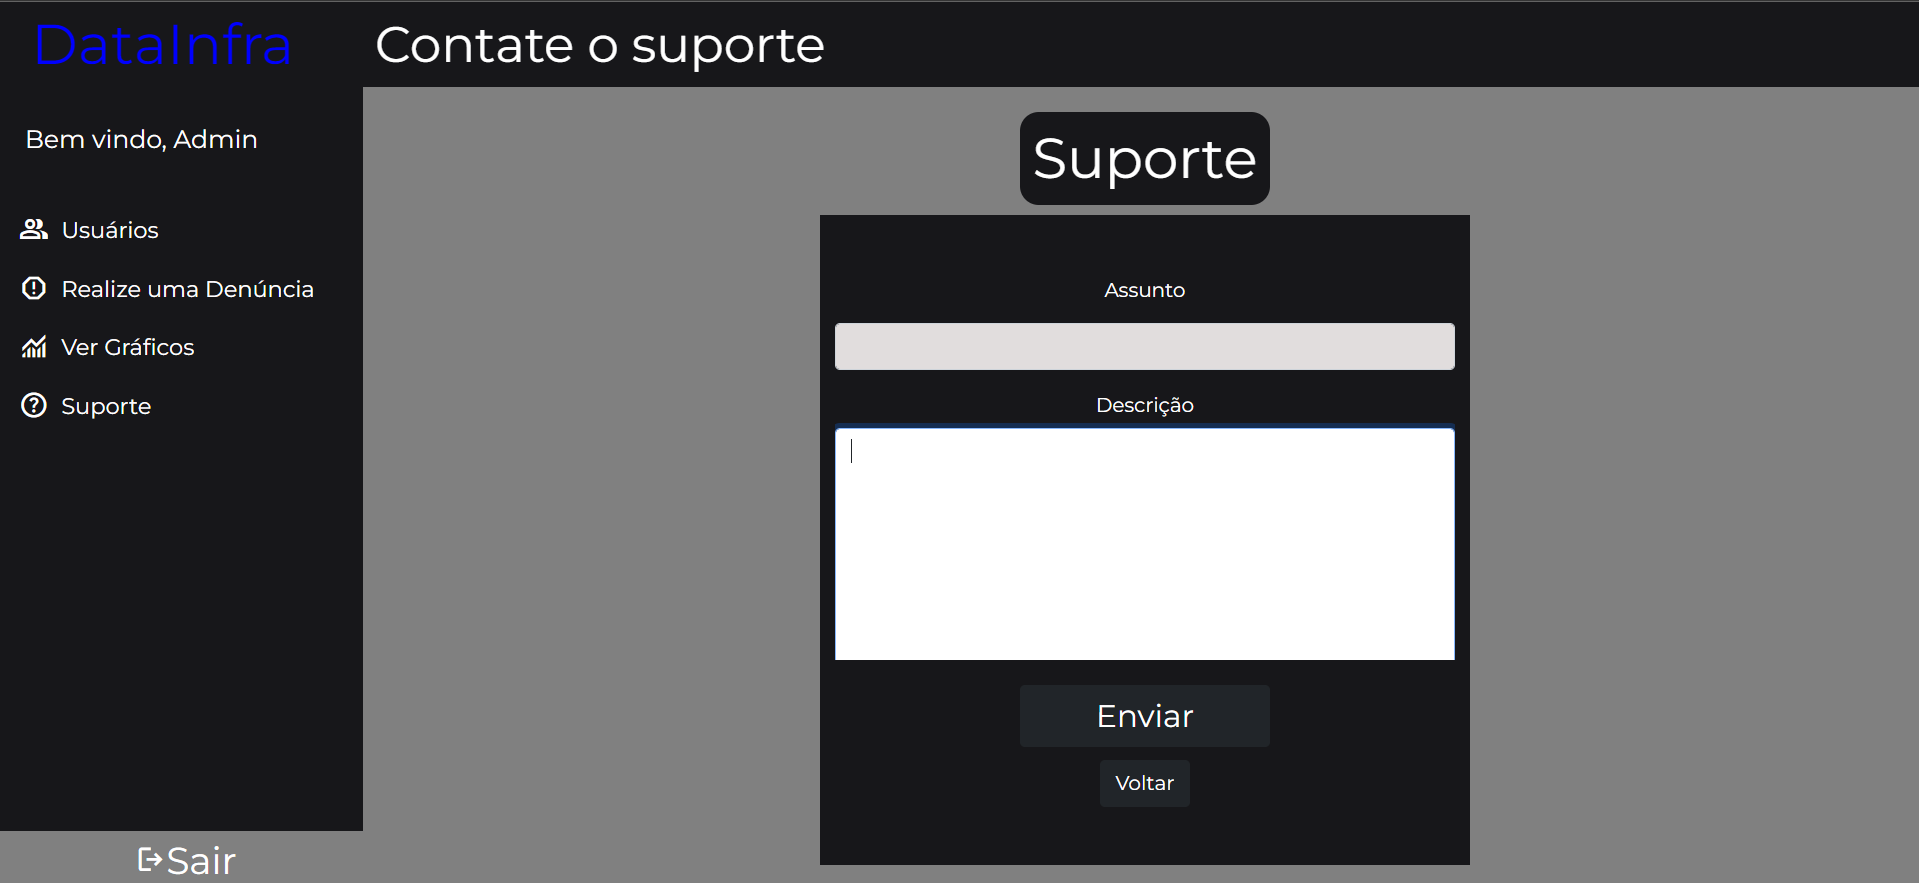 DataInfra
Contate o suporte
Bem vindo, Admin
Usuários
Realize uma Denúncia
Ver Gráficos
Suporte
Sair
Suporte
Assunto
Descrição
Enviar
Voltar